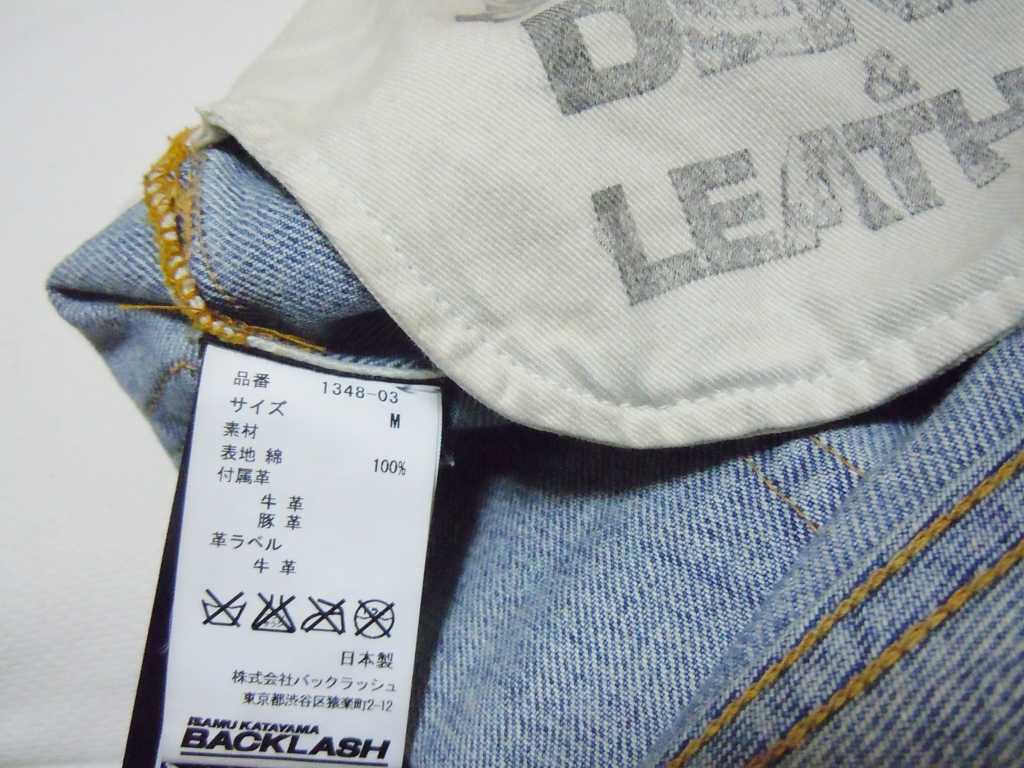 &
品番 1348-03
サイズ M
素材
表地 綿 100%
付属革
牛 革
豚 革
革ラベル
牛 革
日本製
株式会社バックラッシュ
東京都渋谷区猿楽町2-12
ISAMU KATAYAMA
BACKLASH